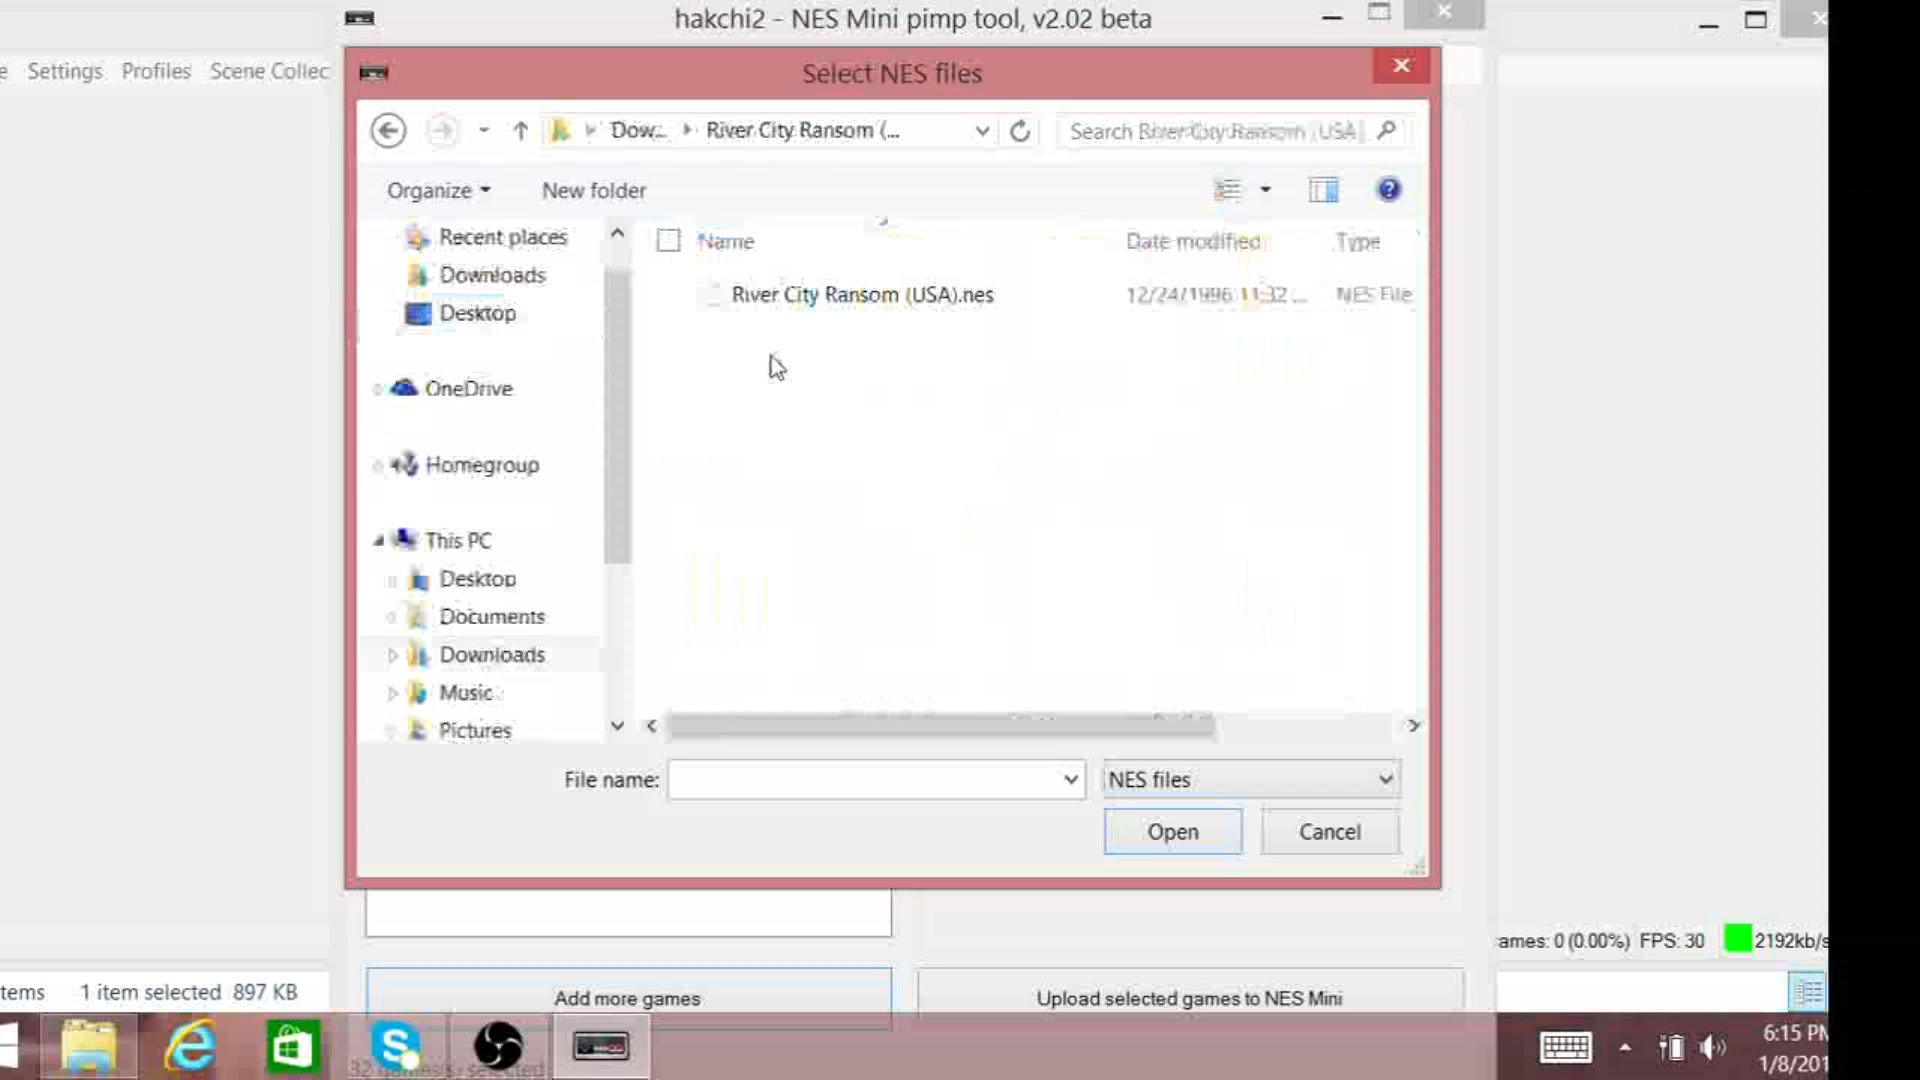 hakchi2 - NES Mini pimp tool, v2.02 beta
e Settings Profiles Scene Collec
Select NES files
Dow... River City Ransom (...
Search River City Ransom (USA)
Organize New folder
Name Date modified Type
River City Ransom (USA).nes 12/24/1996 11:32 ... NES File
Recent places
Downloads
Desktop
OneDrive
Homegroup
This PC
Desktop
Documents
Downloads
Music
Pictures
File name: NES files
Open Cancel
ames: 0 (0.00%) FPS: 30 2192kb/s
tems 1 item selected 897 KB
Add more games Upload selected games to NES Mini
6:15 PM
1/8/201